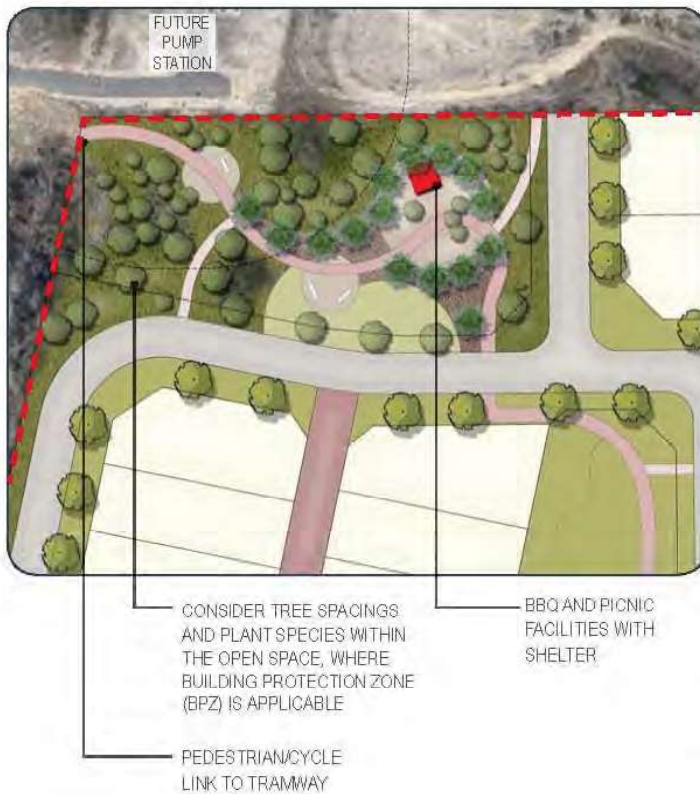 FUTURE
PUMP
STATION
CONSIDER TREE SPACINGS
AND PLANT SPECIES WITHIN
THE OPEN SPACE, WHERE
BUILDING PROTECTION ZONE
(BPZ) IS APPLICABLE
BBQ AND PICNIC
FACILITIES WITH
SHELTER
PEDESTRIAN/CYCLE
LINK TO TRAMWAY